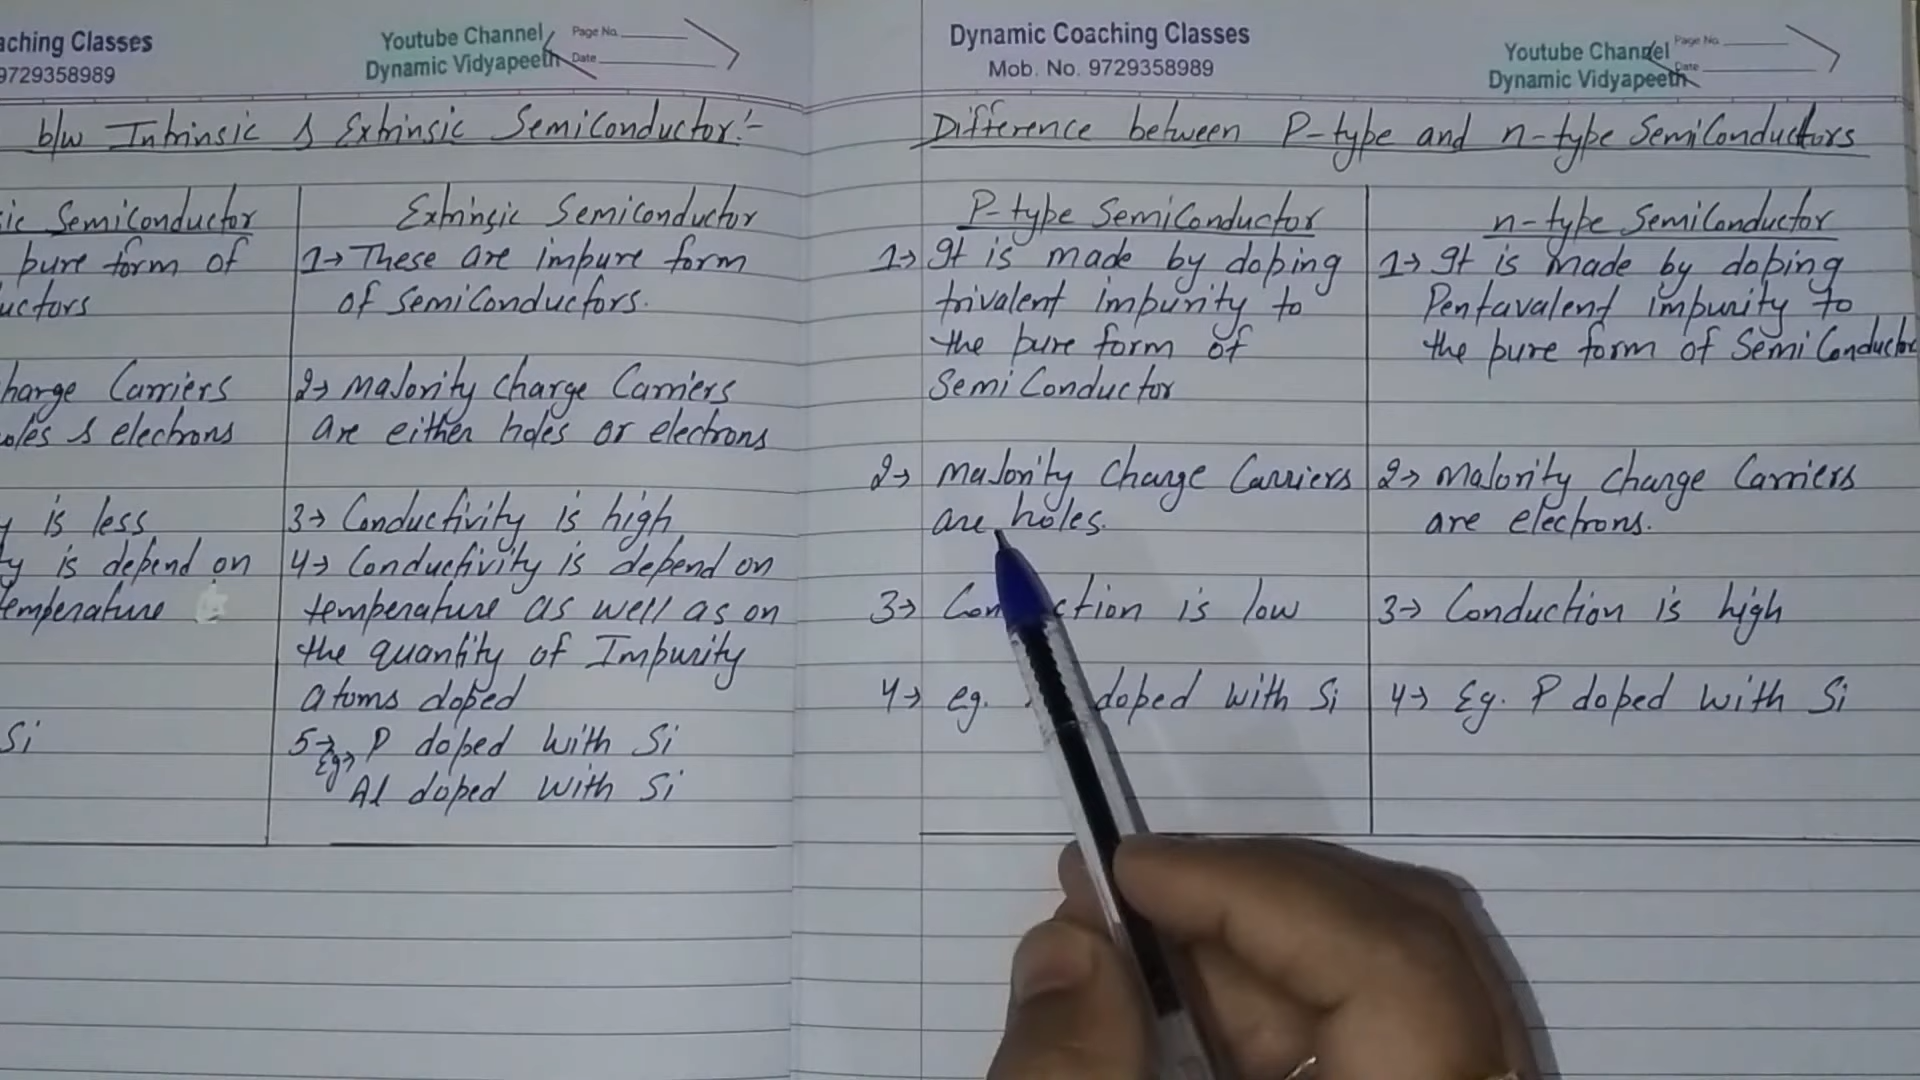 aching Classes
9729358989
Youtube Channel
Dynamic Vidyapeeth
Page No.
Date
b/w Intrinsic & Extrinsic Semiconductor:-
ic Semiconductor
pure form of
uctors
harge Carriers
oles & electrons
y is less
y is depend on
temperature
Si
Extrinsic Semiconductor
1→ These are impure form
of semiconductors.
2→ Majority charge Carriers
are either holes or electrons
3→ Conductivity is high
4→ Conductivity is depend on
temperature as well as on
the quantity of Impurity
atoms doped
5→ Eg→ P doped with Si
Al doped with Si
Dynamic Coaching Classes
Mob. No. 9729358989
Youtube Channel
Dynamic Vidyapeeth
Page No.
Date
Difference between P-type and n-type Semiconductors
P-type Semiconductor
1→ It is made by doping
trivalent impurity to
the pure form of
Semiconductor
2→ Majority Charge Carriers
are holes.
3→ Con ction is low
4→ eg. doped with Si
n-type Semiconductor
1→ It is made by doping
Pentavalent impurity to
the pure form of Semiconductor
2→ Majority charge Carriers
are electrons.
3→ Conduction is high
4→ Eg. P doped with Si